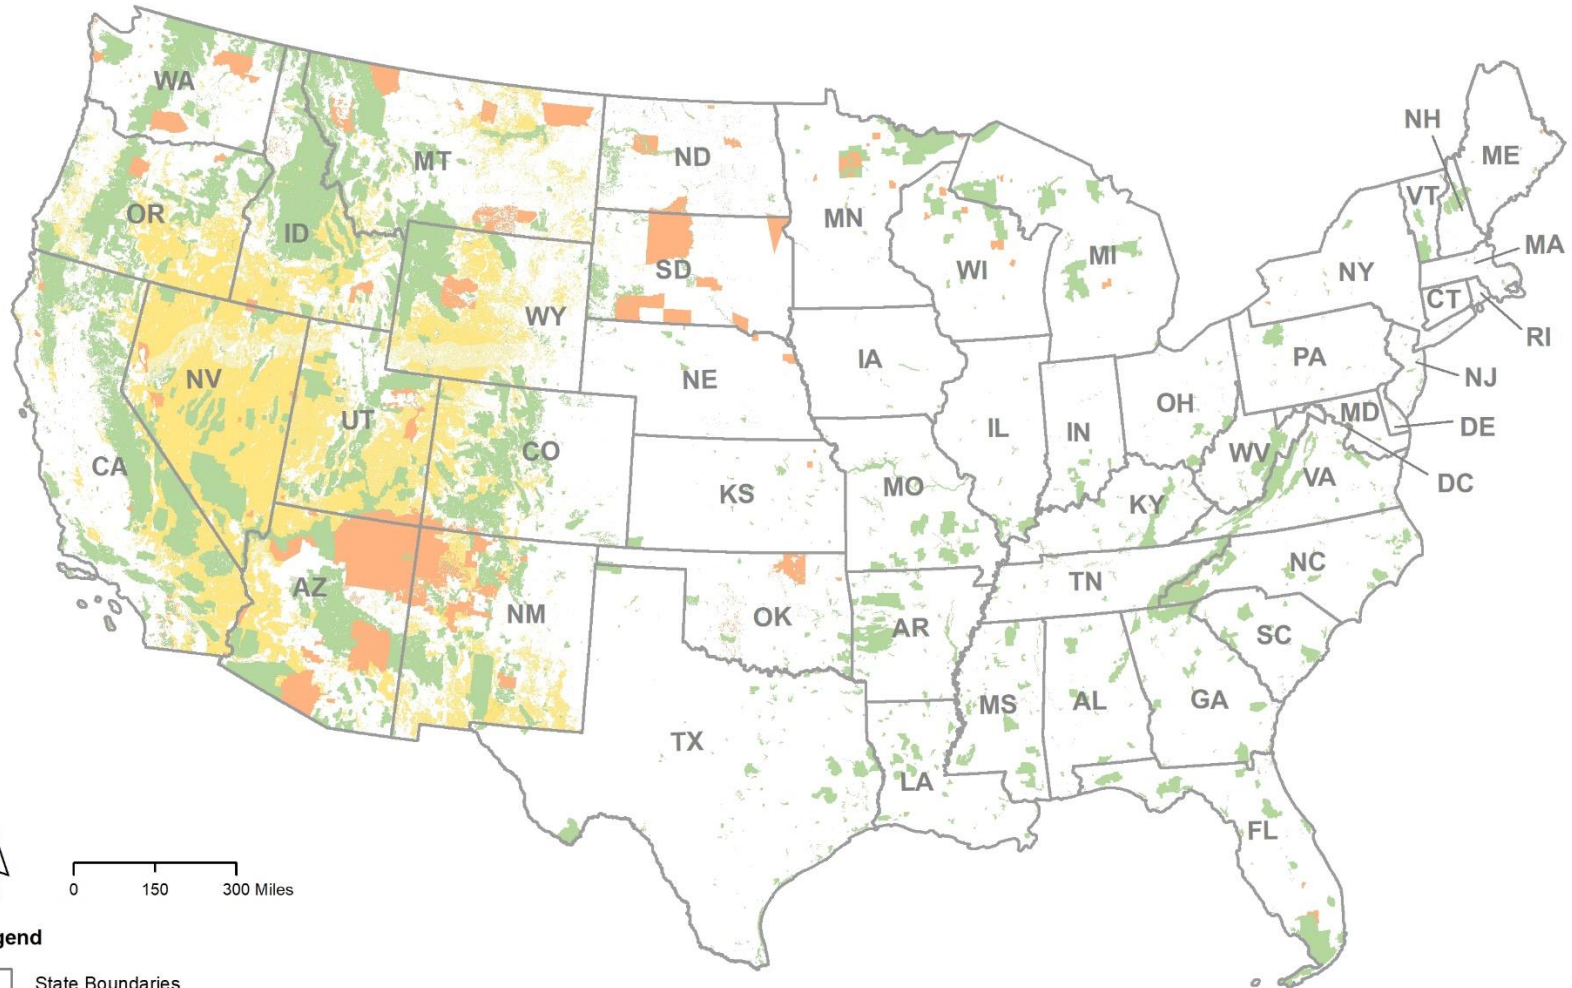 WA
MT
ND
MN
OR
ID
SD
WI
MI
NH
ME
VT
NY
MA
WY
CT
RI
NV
UT
NE
IA
PA
NJ
CA
CO
IL
IN
OH
MD
DE
WV
DC
KS
MO
KY
VA
AZ
NM
OK
AR
TN
NC
SC
MS
AL
GA
TX
LA
FL
0 150 300 Miles
gend
State Boundaries